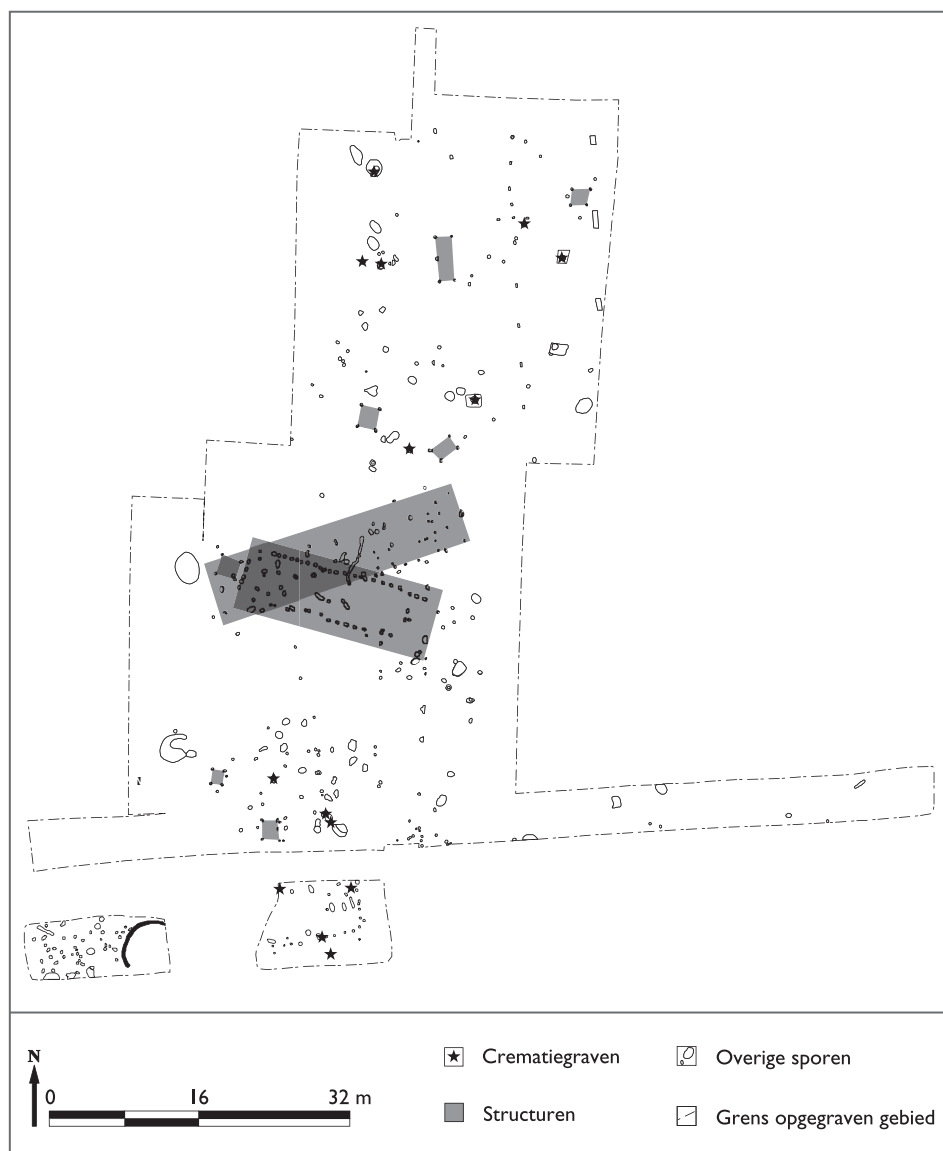 N
0 16 32 m
Crematiegraven
Structuren
Overige sporen
Grens opgegraven gebied